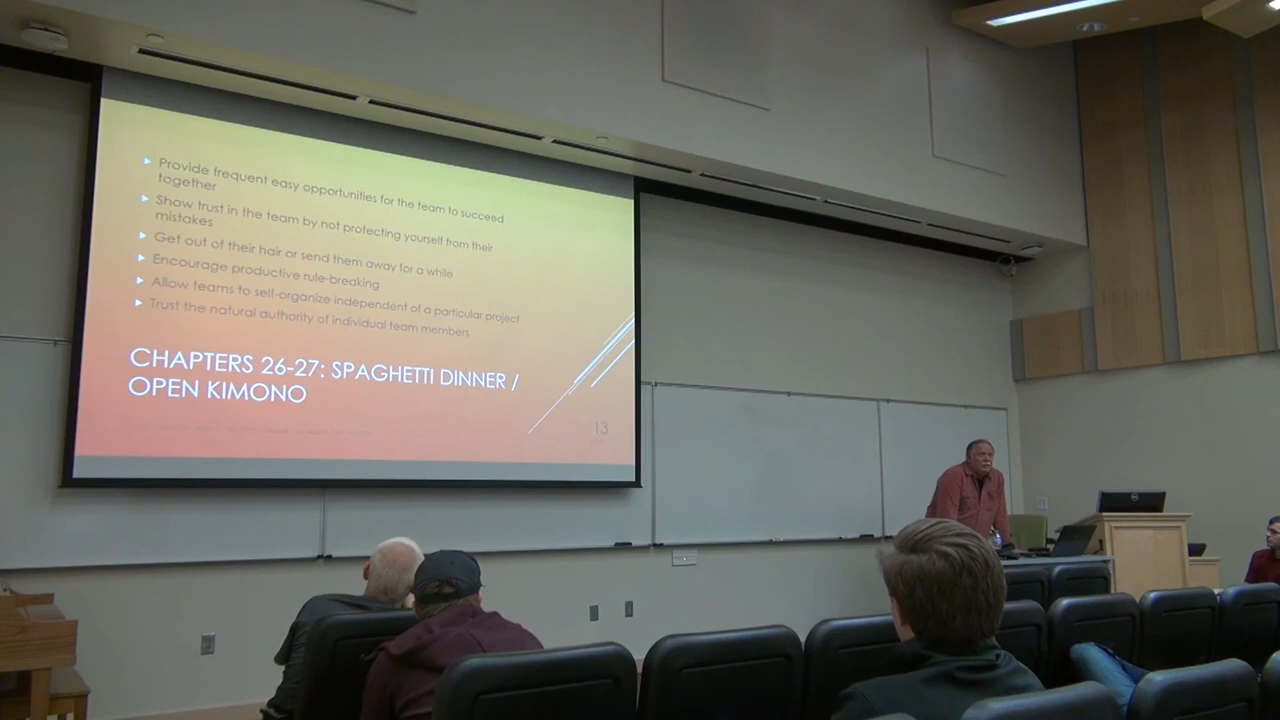 Provide frequent easy opportunities for the team to succeed
together
Show trust in the team by not protecting yourself from their
mistakes
Get out of their hair or send them away for a while
Encourage productive rule-breaking
Allow teams to self-organize independent of a particular project
Trust the natural authority of individual team members
CHAPTERS 26-27: SPAGHETTI DINNER /
OPEN KIMONO
13